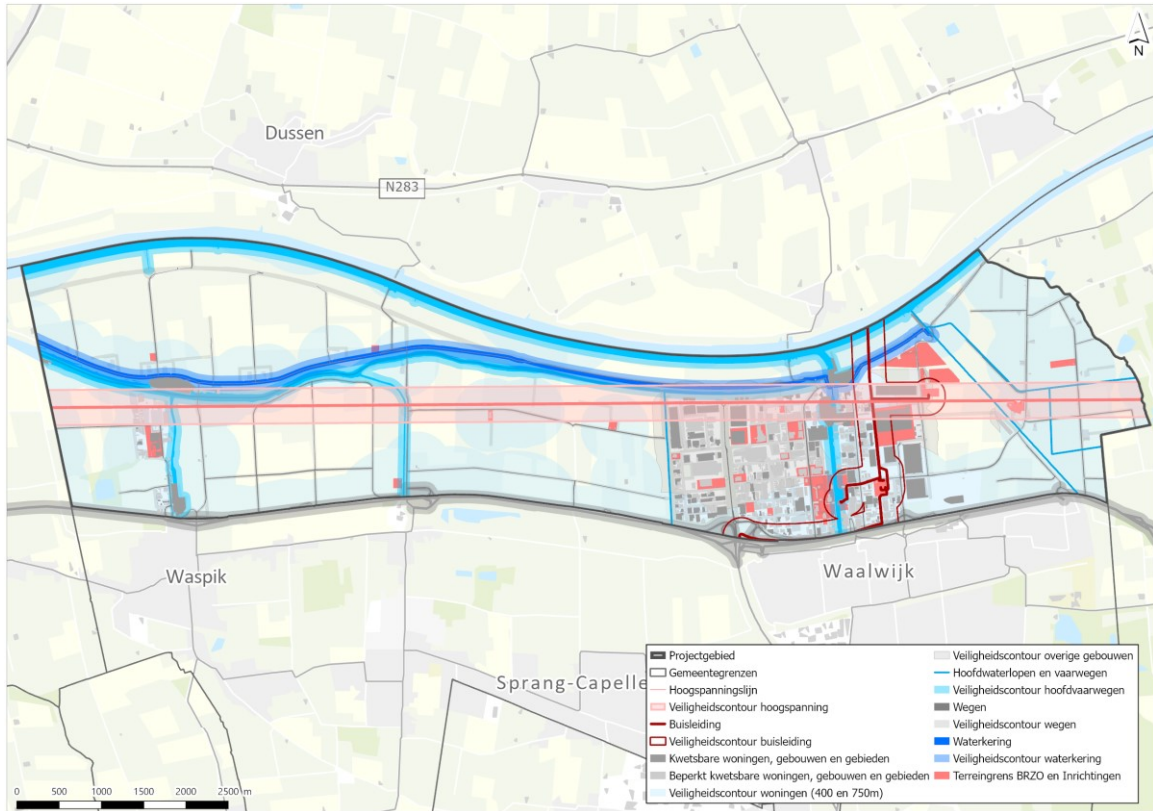 N
Dussen
N283
Waspik
Waalwijk
Sprang-Capelle
Projectgebied
Gemeentegrenzen
Hoogspanningslijn
Veiligheidscontour hoogspanning
Buisleiding
Veiligheidscontour buisleiding
Kwetsbare woningen, gebouwen en gebieden
Beperkt kwetsbare woningen, gebouwen en gebieden
Veiligheidscontour woningen (400 en 750m)
Veiligheidscontour overige gebouwen
Hoofdwaterlopen en vaarwegen
Veiligheidscontour hoofdvaarwegen
Wegen
Veiligheidscontour wegen
Waterkering
Veiligheidscontour waterkering
Terreingrens BRZO en Inrichtingen
0 500 1000 1500 2000 2500 m